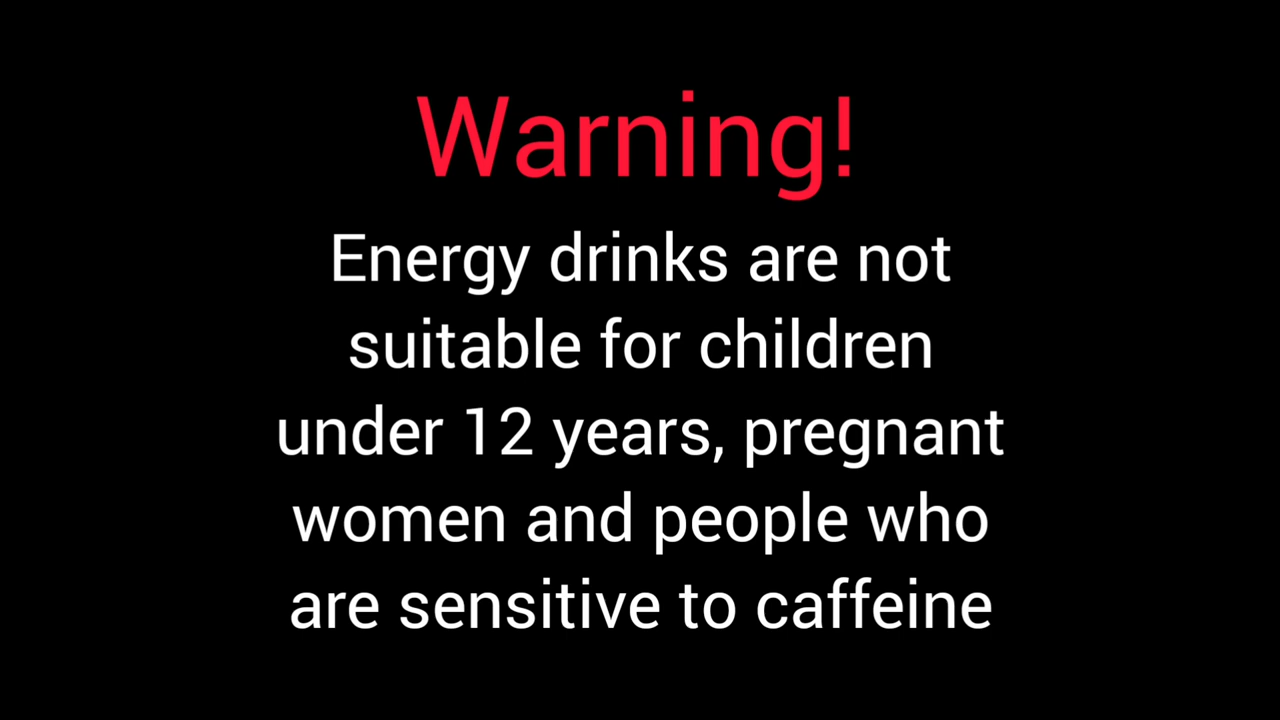 Warning!
Energy drinks are not
suitable for children
under 12 years, pregnant
women and people who
are sensitive to caffeine